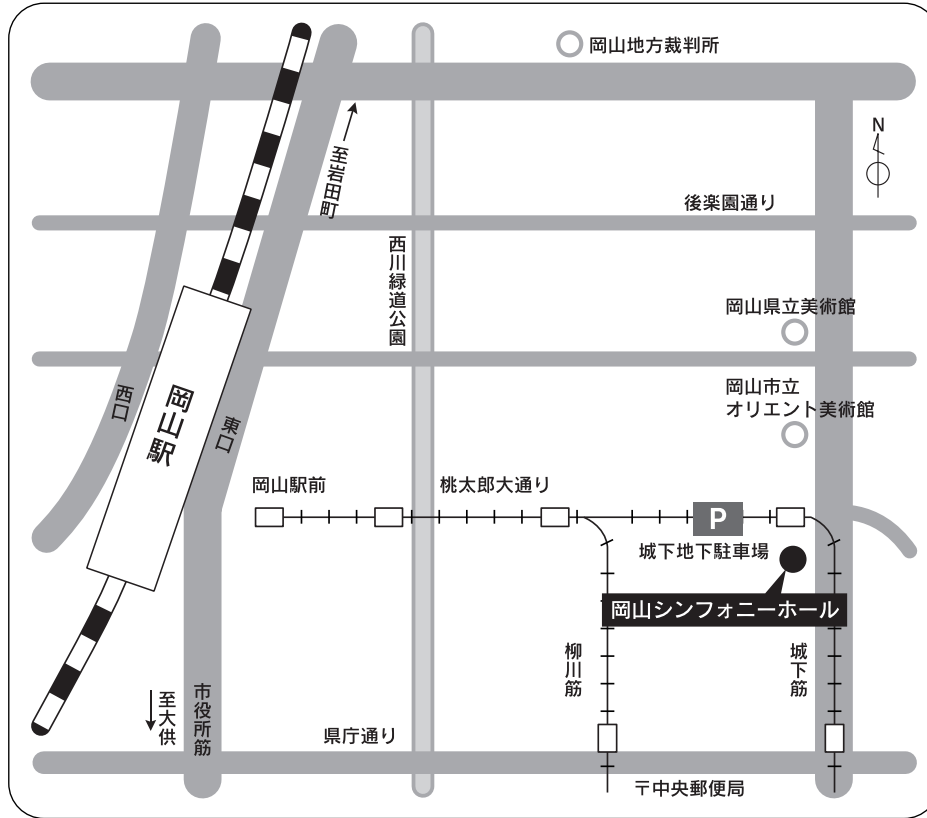 岡山地方裁判所
N
至岩田町
後楽園通り
西川緑道公園
岡山県立美術館
岡山市立
オリエント美術館
西口
岡山駅
東口
岡山駅前
桃太郎大通り
P
城下地下駐車場
岡山シンフォニーホール
柳川筋
城下筋
至大供
市役所筋
県庁通り
〒中央郵便局